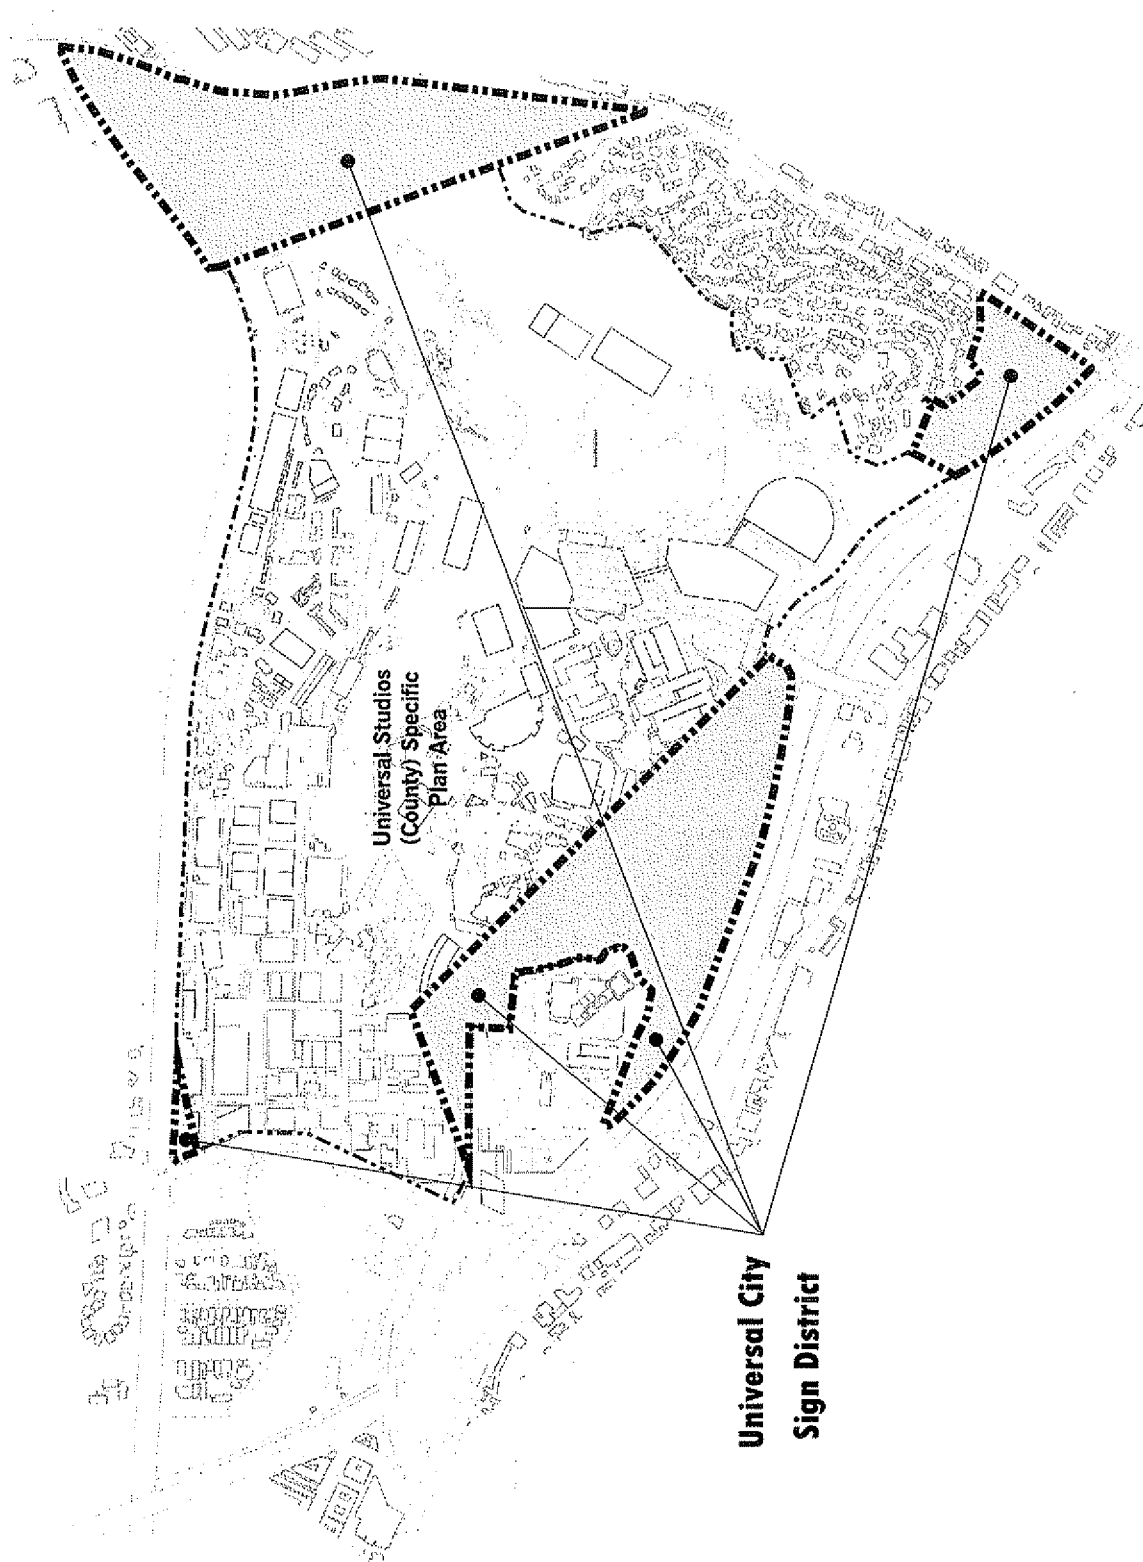 Universal Studios
(County) Specific
Plan Area
Universal City
Sign District